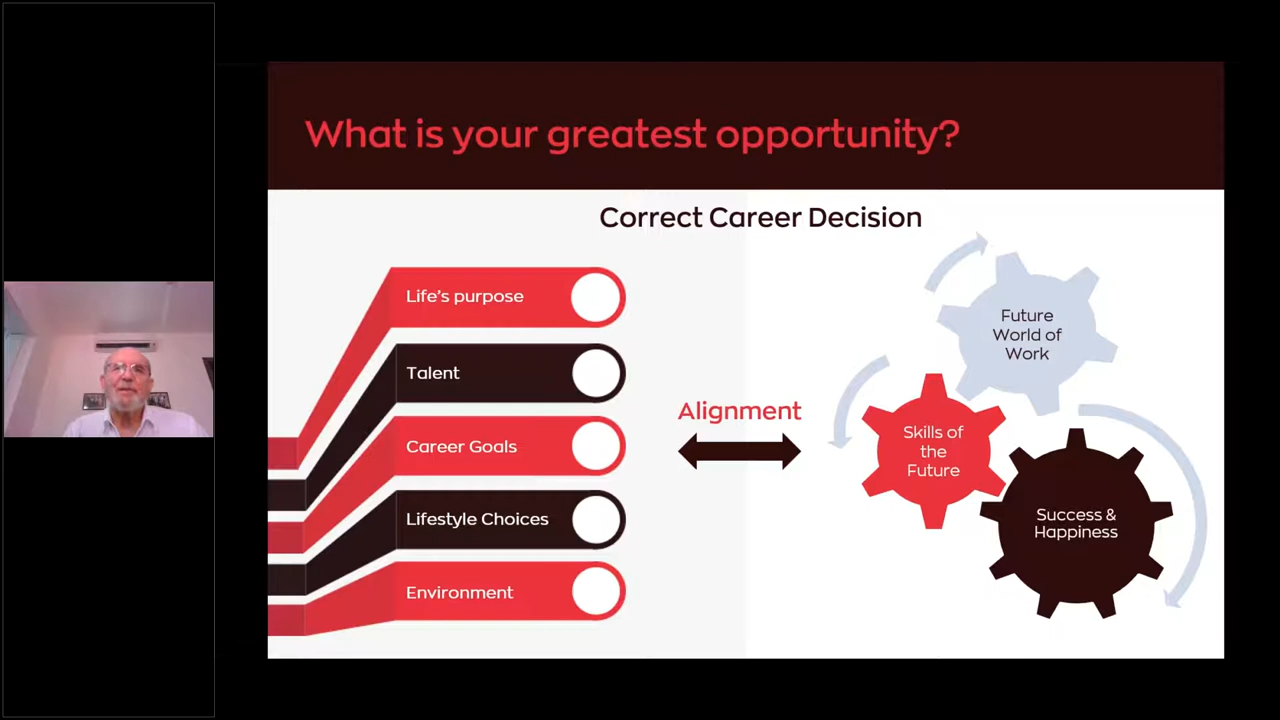 What is your greatest opportunity?
Correct Career Decision
Life's purpose
Talent
Career Goals
Lifestyle Choices
Environment
Alignment
Future
World of
Work
Skills of
the
Future
Success &
Happiness